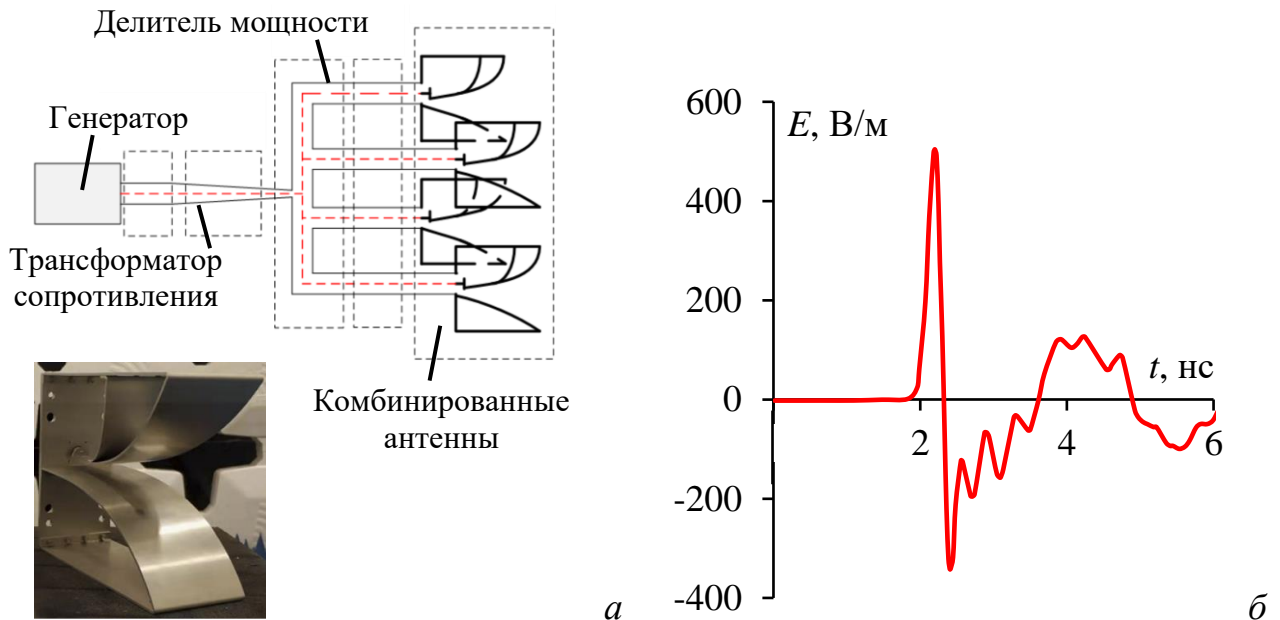 Делитель мощности
Генератор
Трансформатор
сопротивления
Комбинированные
антенны
а
600
E, В/м
400
200
0
t, нс
2
4
6
-200
-400
б